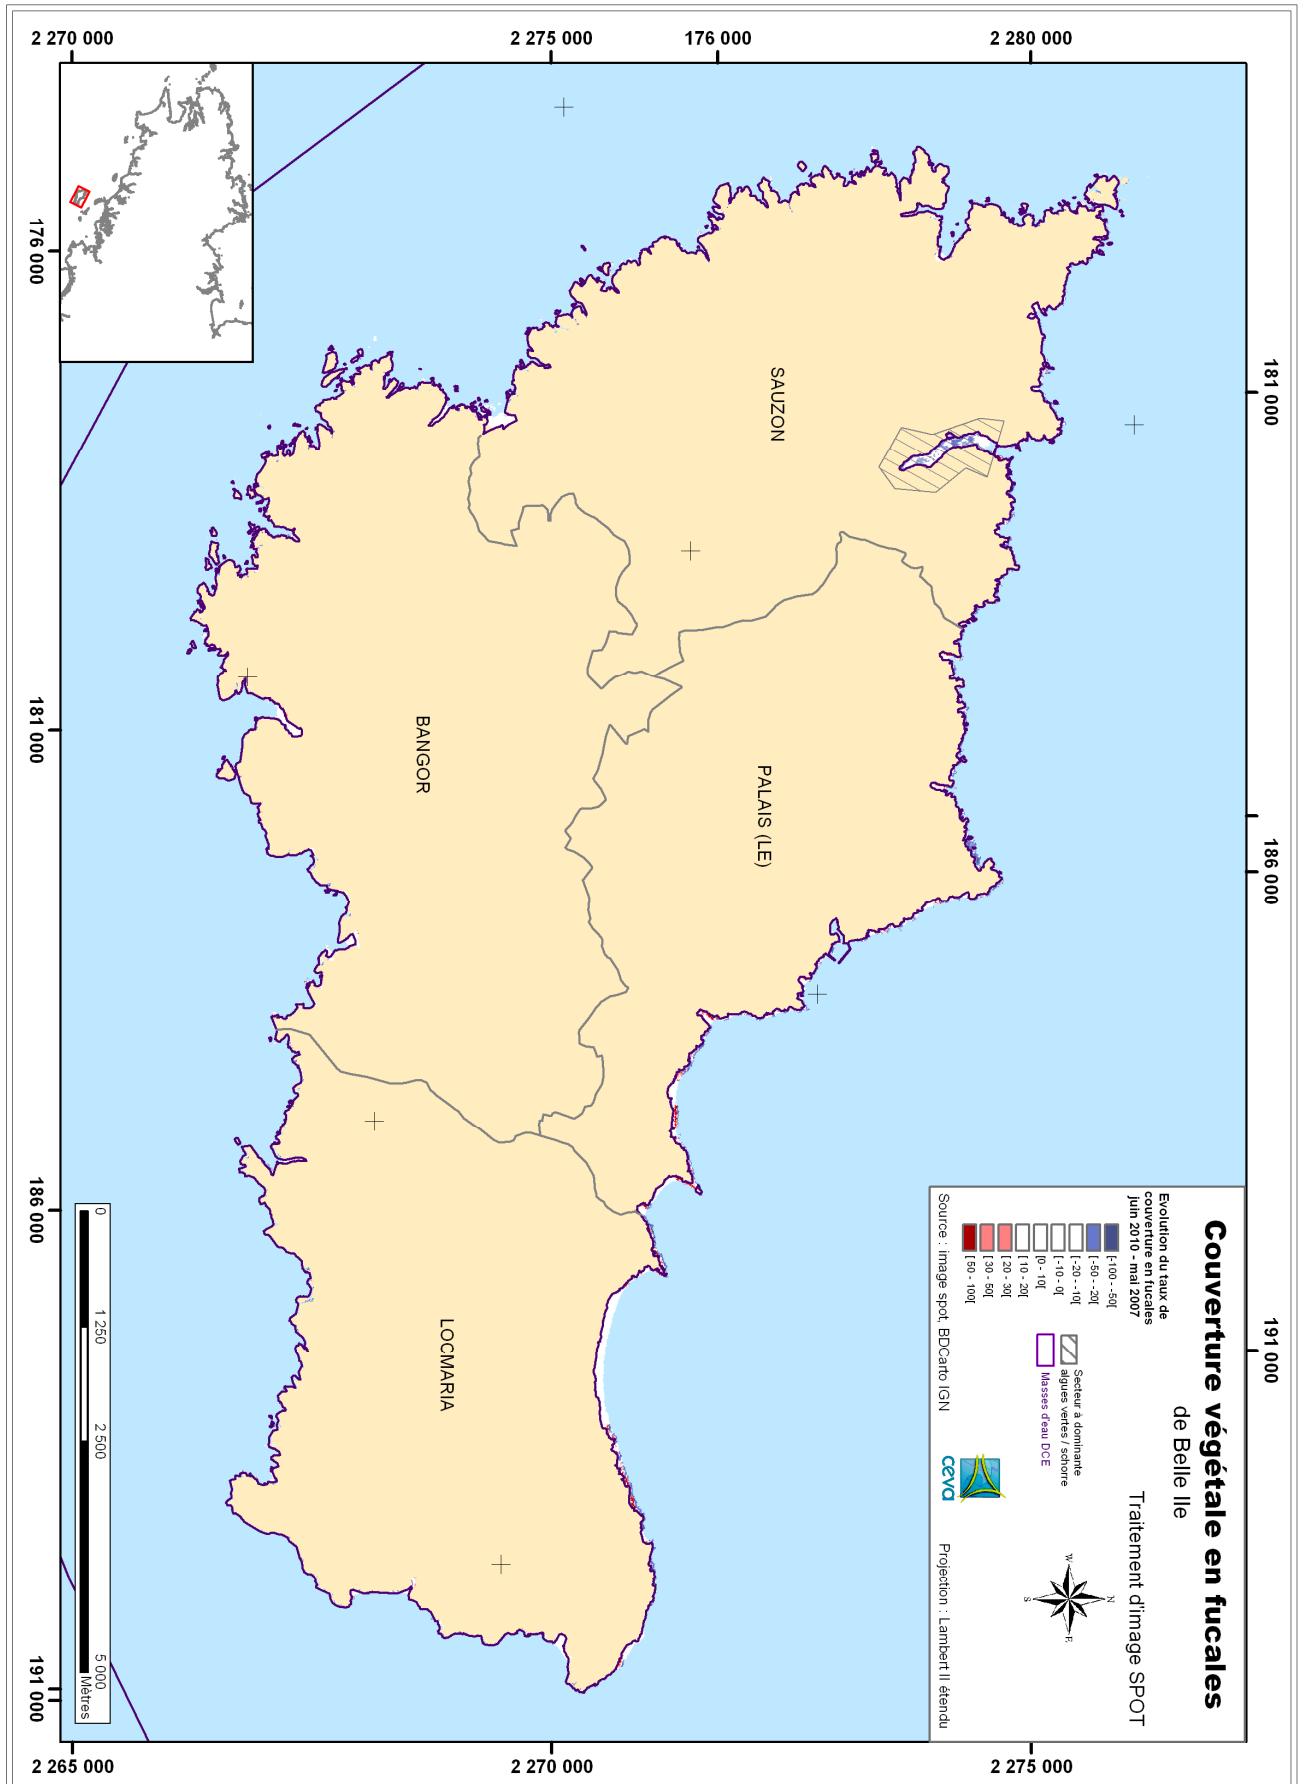 Couverture végétale en fucales
de Belle Ile
Traitement d'image SPOT
Evolution du taux de
couverture en fucales
juin 2010 - mai 2007
[-100 - -50[
[-50 - -20[
[-20 - -10[
[-10 - 0[
[0 - 10[
[10 - 20[
[20 - 30[
[30 - 50[
[50 - 100[
Secteur à dominante
algues vertes / schorre
Masses d'eau DCE
N
W
E
S
ceva
Source : image spot, BDCarto IGN
Projection : Lambert II étendu
181 000
186 000
191 000
2 270 000
2 275 000
176 000
2 280 000
SAUZON
PALAIS (LE)
BANGOR
LOCMARIA
2 265 000
2 270 000
2 275 000
176 000
181 000
186 000
191 000
0
1 250
2 500
5 000
Mètres